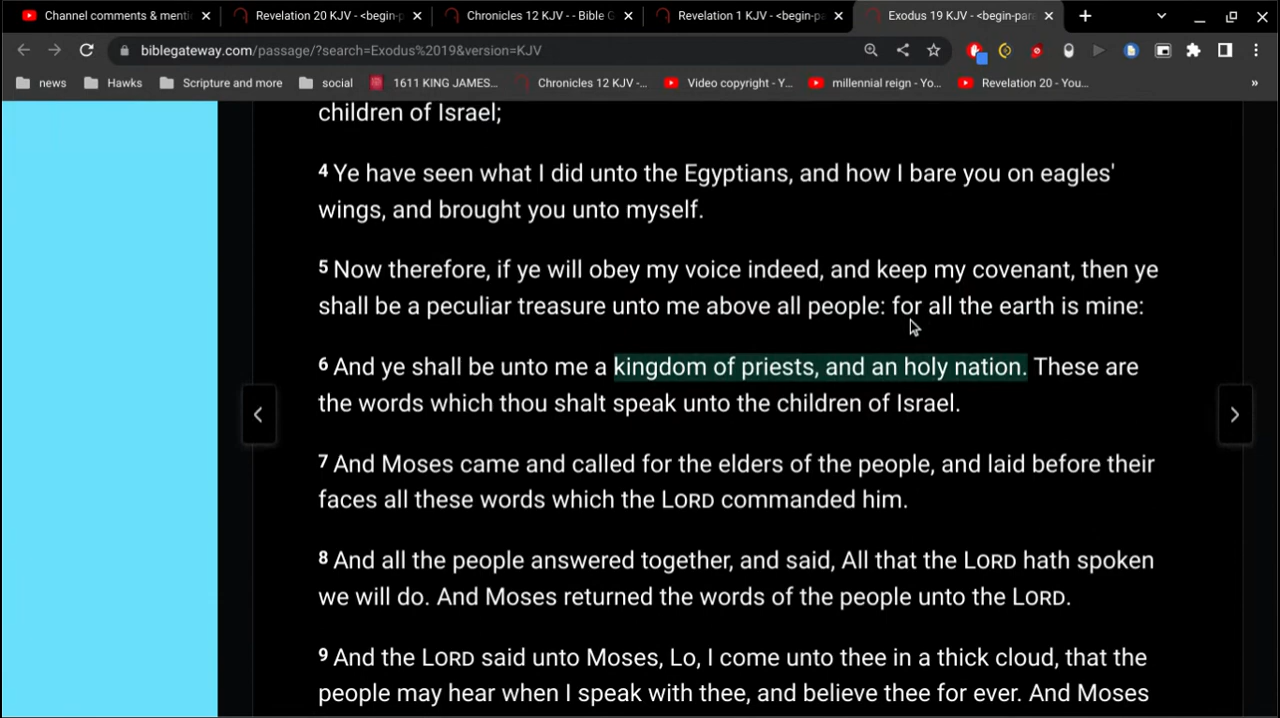 Channel comments & menti
Revelation 20 KJV - <begin-p
Chronicles 12 KJV - - Bible G
Revelation 1 KJV - <begin-pa
Exodus 19 KJV - <begin-para
biblegateway.com/passage/?search=Exodus%2019&version=KJV
news
Hawks
Scripture and more
social
1611 KING JAMES...
Chronicles 12 KJV -...
Video copyright - Y...
millennial reign - Yo...
Revelation 20 - You...
»
children of Israel;
4 Ye have seen what I did unto the Egyptians, and how I bare you on eagles'
wings, and brought you unto myself.
5 Now therefore, if ye will obey my voice indeed, and keep my covenant, then ye
shall be a peculiar treasure unto me above all people: for all the earth is mine:
6 And ye shall be unto me a kingdom of priests, and an holy nation. These are
the words which thou shalt speak unto the children of Israel.
7 And Moses came and called for the elders of the people, and laid before their
faces all these words which the LORD commanded him.
8 And all the people answered together, and said, All that the LORD hath spoken
we will do. And Moses returned the words of the people unto the LORD.
9 And the LORD said unto Moses, Lo, I come unto thee in a thick cloud, that the
people may hear when I speak with thee, and believe thee for ever. And Moses